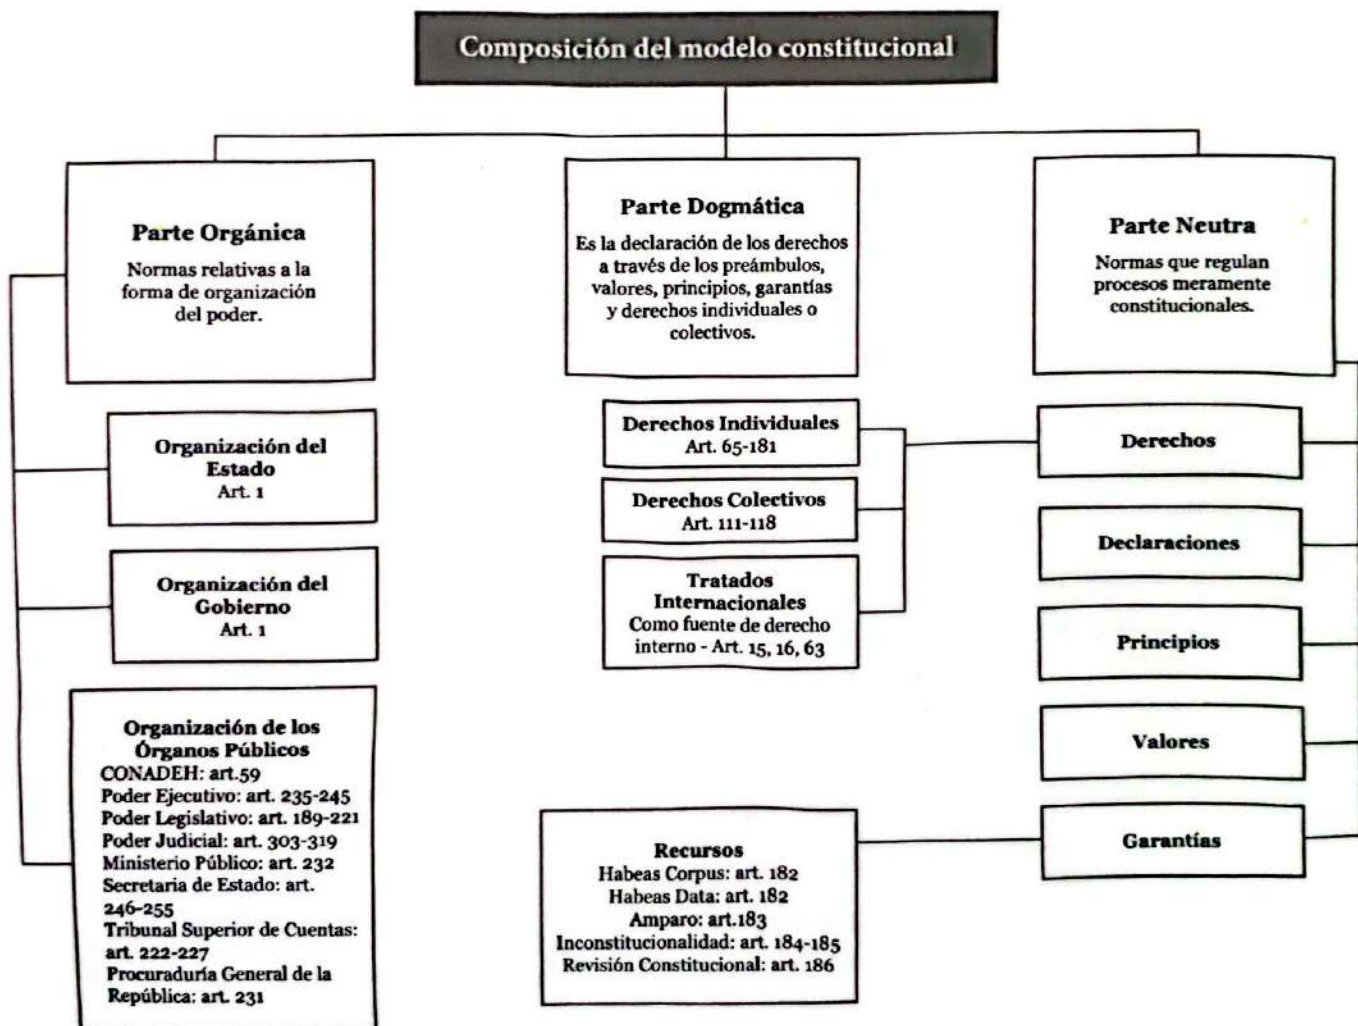 Composición del modelo constitucional
Parte Orgánica
Normas relativas a la
forma de organización
del poder.
Organización del
Estado
Art. 1
Organización del
Gobierno
Art. 1
Organización de los
Órganos Públicos
CONADEH: art.59
Poder Ejecutivo: art. 235-245
Poder Legislativo: art. 189-221
Poder Judicial: art. 303-319
Ministerio Público: art. 232
Secretaria de Estado: art.
246-255
Tribunal Superior de Cuentas:
art. 222-227
Procuraduría General de la
República: art. 231
Parte Dogmática
Es la declaración de los derechos
a través de los preámbulos,
valores, principios, garantías
y derechos individuales o
colectivos.
Derechos Individuales
Art. 65-181
Derechos Colectivos
Art. 111-118
Tratados
Internacionales
Como fuente de derecho
interno - Art. 15, 16, 63
Recursos
Habeas Corpus: art. 182
Habeas Data: art. 182
Amparo: art.183
Inconstitucionalidad: art. 184-185
Revisión Constitucional: art. 186
Parte Neutra
Normas que regulan
procesos meramente
constitucionales.
Derechos
Declaraciones
Principios
Valores
Garantías